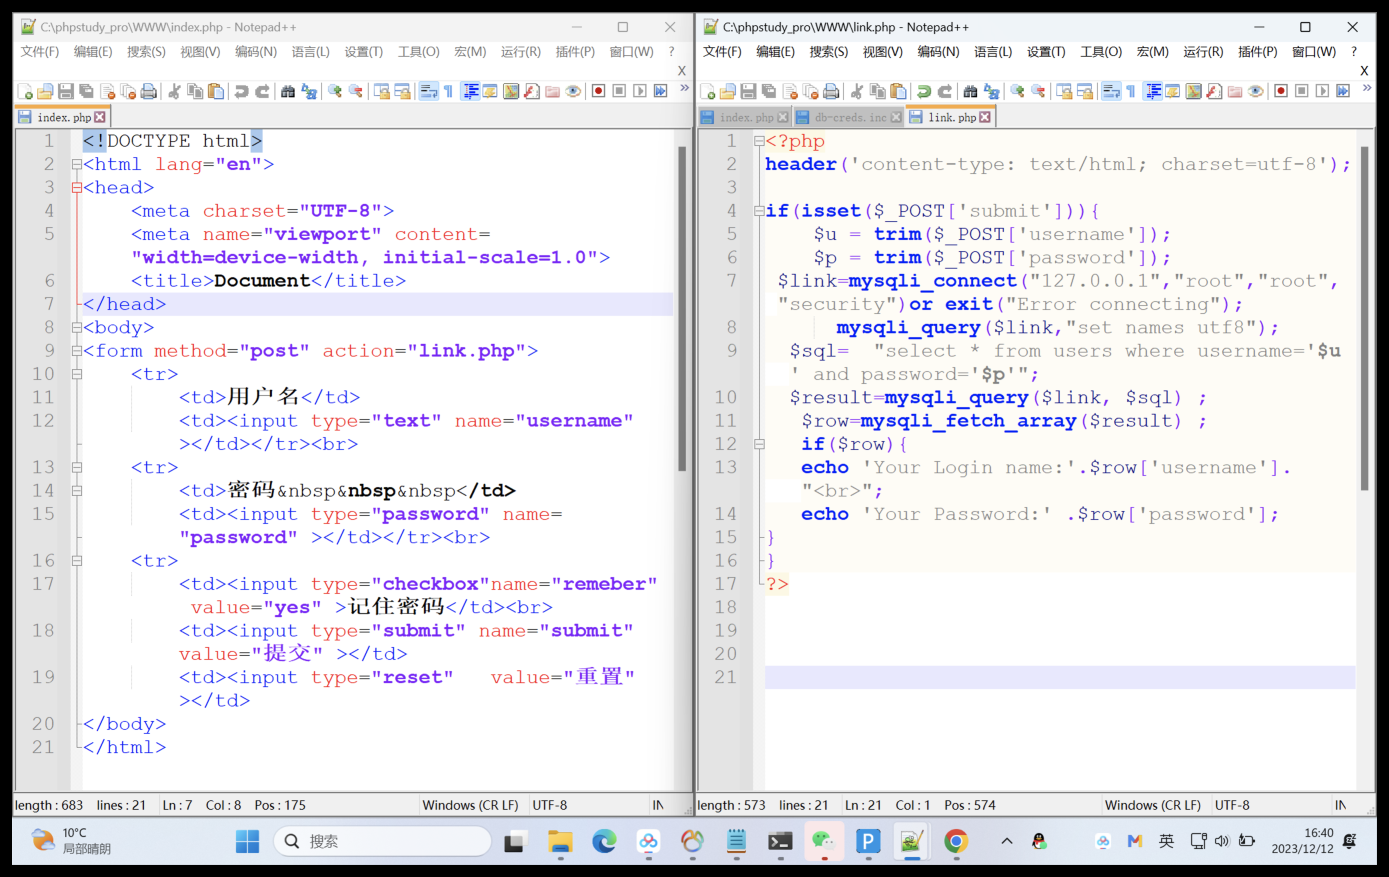 C:\phpstudy_pro\WWW\index.php - Notepad++
文件(F) 编辑(E) 搜索(S) 视图(V) 编码(N) 语言(L) 设置(T) 工具(O) 宏(M) 运行(R) 插件(P) 窗口(W) ?
X
index.php
1 <!DOCTYPE html>
2 <html lang="en">
3 <head>
4 <meta charset="UTF-8">
5 <meta name="viewport" content=
"width=device-width, initial-scale=1.0">
6 <title>Document</title>
7 </head>
8 <body>
9 <form method="post" action="link.php">
10 <tr>
11 <td>用户名</td>
12 <td><input type="text" name="username"
></td></tr><br>
13 <tr>
14 <td>密码&nbsp&nbsp&nbsp</td>
15 <td><input type="password" name=
"password" ></td></tr><br>
16 <tr>
17 <td><input type="checkbox"name="remeber"
value="yes" >记住密码</td><br>
18 <td><input type="submit" name="submit"
value="提交" ></td>
19 <td><input type="reset" value="重置"
></td>
20 </body>
21 </html>
length : 683 lines : 21 Ln : 7 Col : 8 Pos : 175 Windows (CR LF) UTF-8 IN
C:\phpstudy_pro\WWW\link.php - Notepad++
文件(F) 编辑(E) 搜索(S) 视图(V) 编码(N) 语言(L) 设置(T) 工具(O) 宏(M) 运行(R) 插件(P) 窗口(W) ?
X
index.php db-creds.inc link.php
1 <?php
2 header('content-type: text/html; charset=utf-8');
3
4 if(isset($_POST['submit'])){
5 $u = trim($_POST['username']);
6 $p = trim($_POST['password']);
7 $link=mysqli_connect("127.0.0.1","root","root",
"security")or exit("Error connecting");
8 mysqli_query($link,"set names utf8");
9 $sql= "select * from users where username='$u
' and password='$p'";
10 $result=mysqli_query($link, $sql) ;
11 $row=mysqli_fetch_array($result) ;
12 if($row){
13 echo 'Your Login name:'.$row['username'].
"<br>";
14 echo 'Your Password:' .$row['password'];
15 }
16 }
17 ?>
18
19
20
21
length : 573 lines : 21 Ln : 21 Col : 1 Pos : 574 Windows (CR LF) UTF-8 IN
10°C
局部晴朗
搜索
英
16:40
2023/12/12